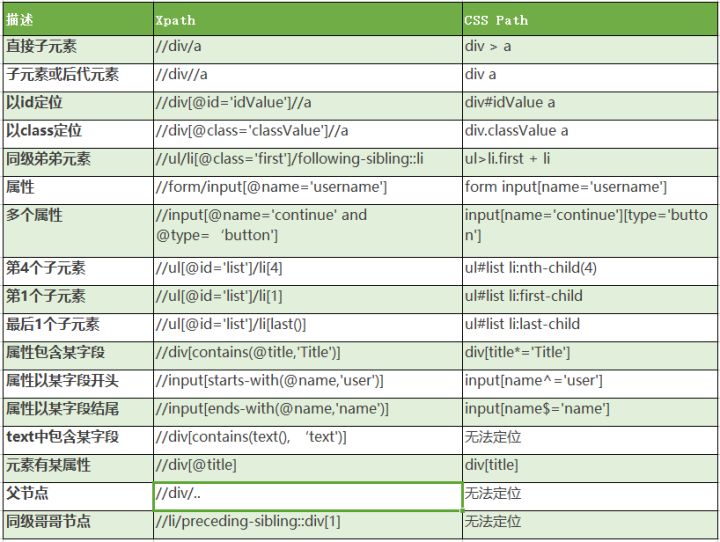 描述 Xpath CSS Path
直接子元素 //div/a div > a
子元素或后代元素 //div//a div a
以id定位 //div[@id='idValue']//a div#idValue a
以class定位 //div[@class='classValue']//a div.classValue a
同级弟弟元素 //ul/li[@class='first']/following-sibling::li ul>li.first + li
属性 //form/input[@name='username'] form input[name='username']
多个属性 //input[@name='continue' and
@type=‘button'] input[name='continue'][type='butto
n']
第4个子元素 //ul[@id='list']/li[4] ul#list li:nth-child(4)
第1个子元素 //ul[@id='list']/li[1] ul#list li:first-child
最后1个子元素 //ul[@id='list']/li[last()] ul#list li:last-child
属性包含某字段 //div[contains(@title,'Title')] div[title*='Title']
属性以某字段开头 //input[starts-with(@name,'user')] input[name^='user']
属性以某字段结尾 //input[ends-with(@name,'name')] input[name$='name']
text中包含某字段 //div[contains(text(), ‘text')] 无法定位
元素有某属性 //div[@title] div[title]
父节点 //div/.. 无法定位
同级哥哥节点 //li/preceding-sibling::div[1] 无法定位